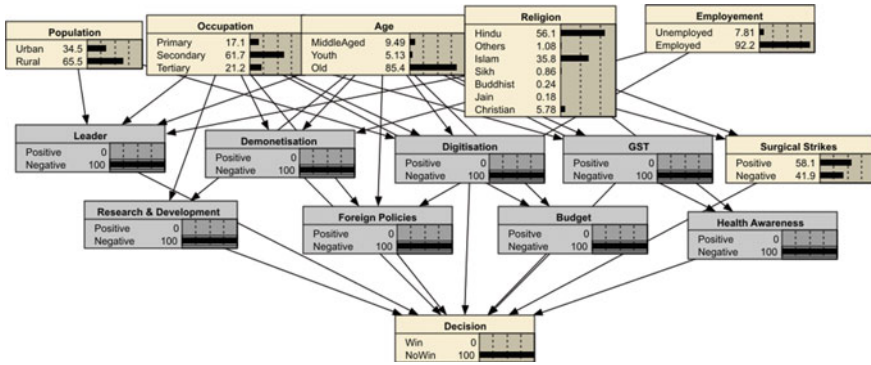 Population
Urban 34.5
Rural 65.5
Occupation
Primary 17.1
Secondary 61.7
Tertiary 21.2
Age
MiddleAged 9.49
Youth 5.13
Old 85.4
Religion
Hindu 56.1
Others 1.08
Islam 35.8
Sikh 0.86
Buddhist 0.24
Jain 0.18
Christian 5.78
Employement
Unemployed 7.81
Employed 92.2
Leader
Positive 0
Negative 100
Demonetisation
Positive 0
Negative 100
Digitisation
Positive 0
Negative 100
GST
Positive 0
Negative 100
Surgical Strikes
Positive 58.1
Negative 41.9
Research & Development
Positive 0
Negative 100
Foreign Policies
Positive 0
Negative 100
Budget
Positive 0
Negative 100
Health Awareness
Positive 0
Negative 100
Decision
Win 0
NoWin 100